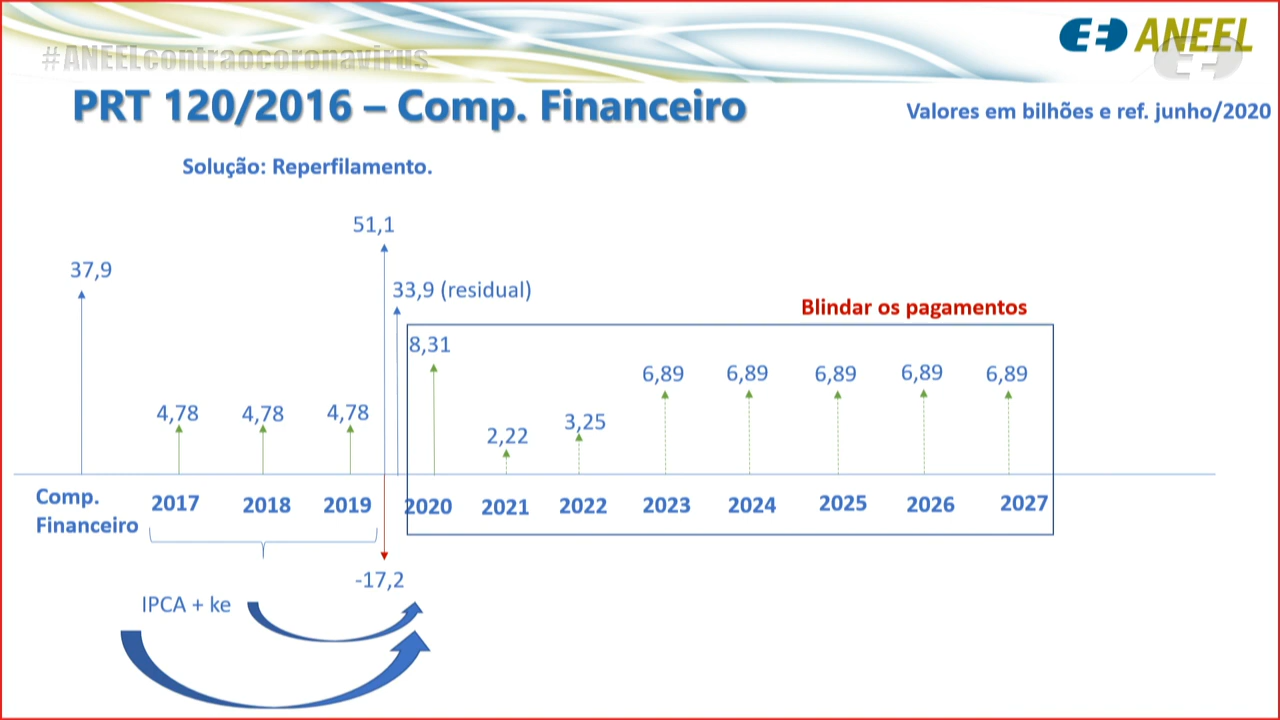 #ANEELcontraocoronavirus
ANEEL
PRT 120/2016 – Comp. Financeiro
Valores em bilhões e ref. junho/2020
Solução: Reperfilamento.
51,1
37,9
33,9 (residual)
Blindar os pagamentos
8,31
6,89
6,89
6,89
6,89
6,89
4,78
4,78
4,78
2,22
3,25
Comp.
Financeiro
2017
2018
2019
2020
2021
2022
2023
2024
2025
2026
2027
-17,2
IPCA + ke